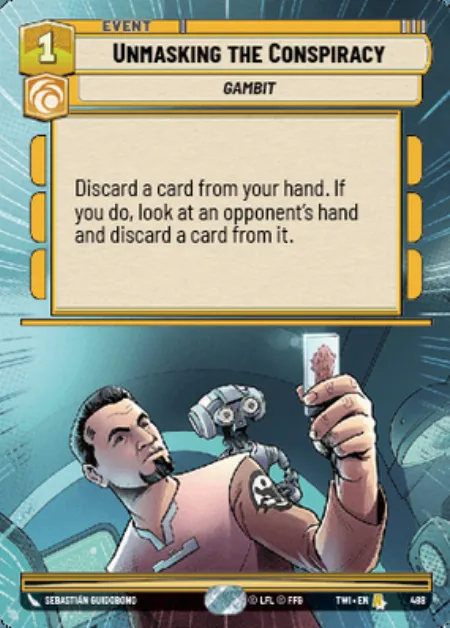 EVENT
1
UNMASKING THE CONSPIRACY
GAMBIT
Discard a card from your hand. If
you do, look at an opponent's hand
and discard a card from it.
SEBASTIÁN GUIDOBONO
© LFL © FFG
TWI • EN
488